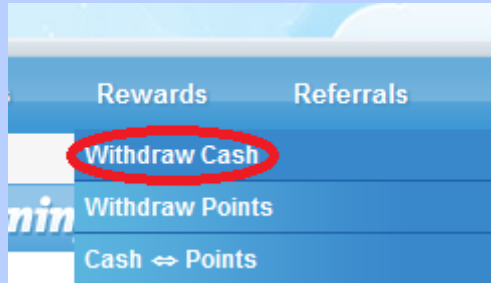 Rewards Referrals
Withdraw Cash
Withdraw Points
Cash ⇔ Points